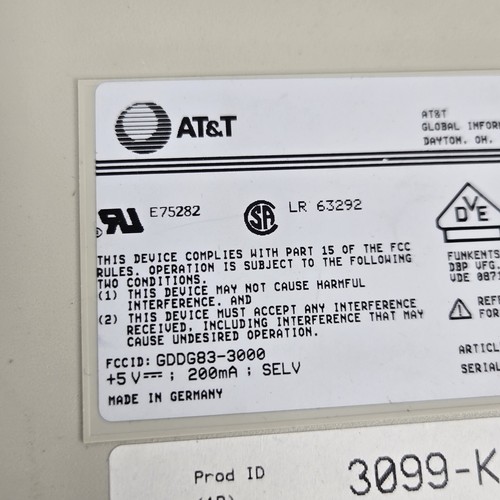 AT&T
AT&T
GLOBAL
DAYTON, OH.
E75282
LR 63292
DVE
THIS DEVICE COMPLIES WITH PART 15 OF THE FCC
RULES. OPERATION IS SUBJECT TO THE FOLLOWING
TWO CONDITIONS.
(1) THIS DEVICE MAY NOT CAUSE HARMFUL
INTERFERENCE, AND
(2) THIS DEVICE MUST ACCEPT ANY INTERFERENCE
RECEIVED, INCLUDING INTERFERENCE THAT MAY
CAUSE UNDESIRED OPERATION.
FUNKENTS
DBP VFG.
VDE 0871
REFE
FOR
FCCID: GDDG83-3000
+5V⎓; 200mA; SELV
MADE IN GERMANY
ARTICL
SERIAL
Prod ID
3099-K